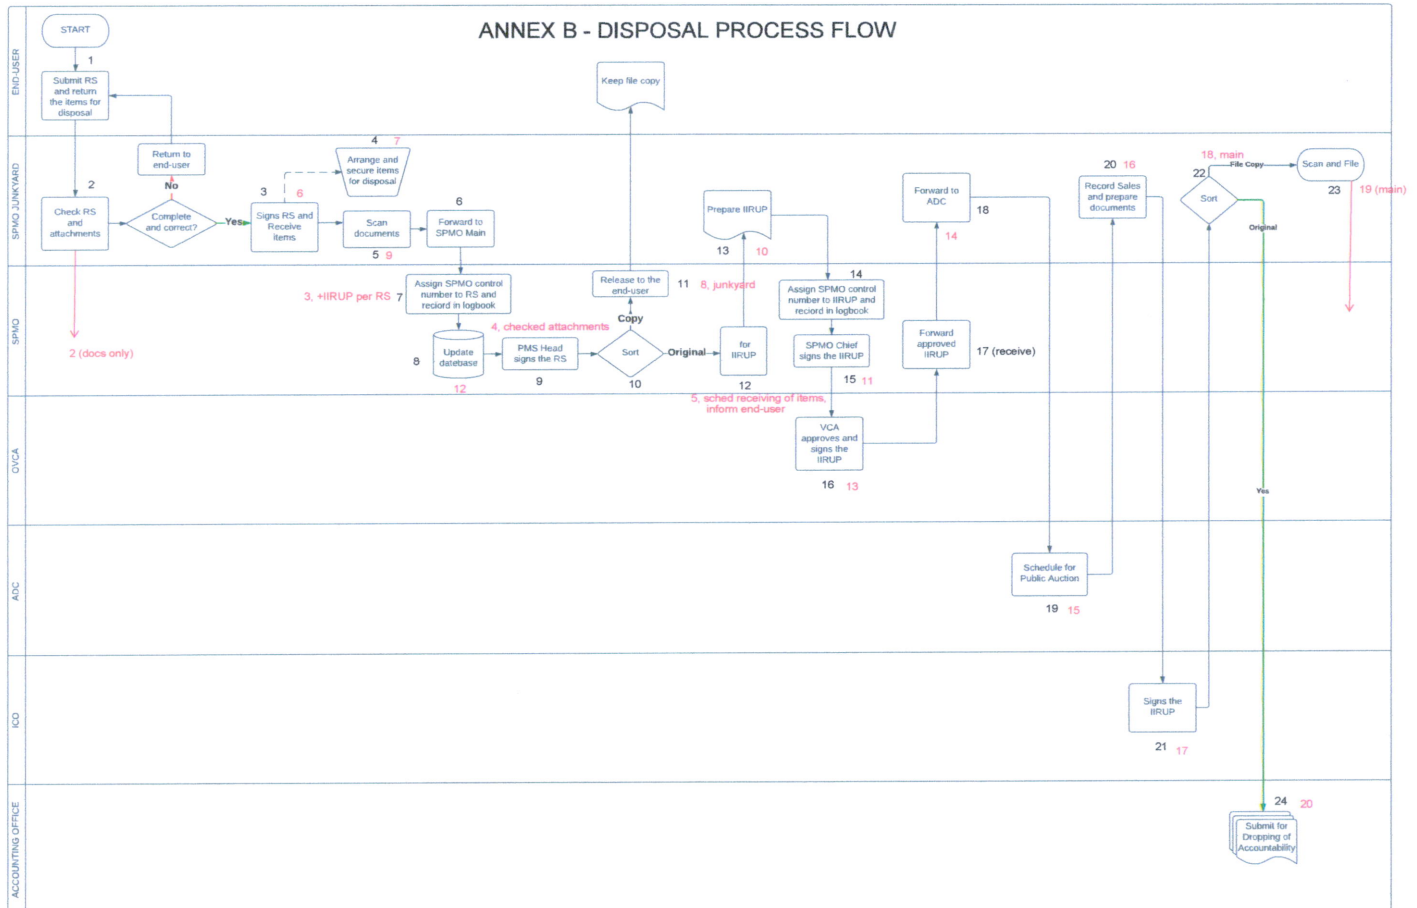 ANNEX B - DISPOSAL PROCESS FLOW
END-USER
START
1
Submit RS
and return
the items for
disposal
Keep file copy
SPMO JUNKYARD
2
Check RS
and
attachments
Return to
end-user
No
Complete
and correct?
Yes
3
6
Signs RS and
Receive
items
4
7
Arrange and
secure items
for disposal
Scan
documents
5
9
6
Forward to
SPMO Main
Prepare IIRUP
13
10
Forward to
ADC
18
14
20
16
Record Sales
and prepare
documents
18, main
22
Sort
File Copy
Original
Scan and File
23
19 (main)
SPMO
2 (docs only)
3, +IIRUP per RS
7
Assign SPMO control
number to RS and
reciord in logbook
8
Update
datebase
12
4, checked attachments
PMS Head
signs the RS
9
Release to the
end-user
11
8, junkyard
Copy
Sort
10
Original
for
IIRUP
12
14
Assign SPMO control
number to IIRUP and
reciord in logbook
SPMO Chief
signs the IIRUP
15
11
Forward
approved
IIRUP
17 (receive)
5, sched receiving of items,
inform end-user
OVCA
VCA
approves and
signs the
IIRUP
16
13
Yes
ADC
Schedule for
Public Auction
19
15
ICO
Signs the
IIRUP
21
17
ACCOUNTING OFFICE
24
20
Submit for
Dropping of
Accountability